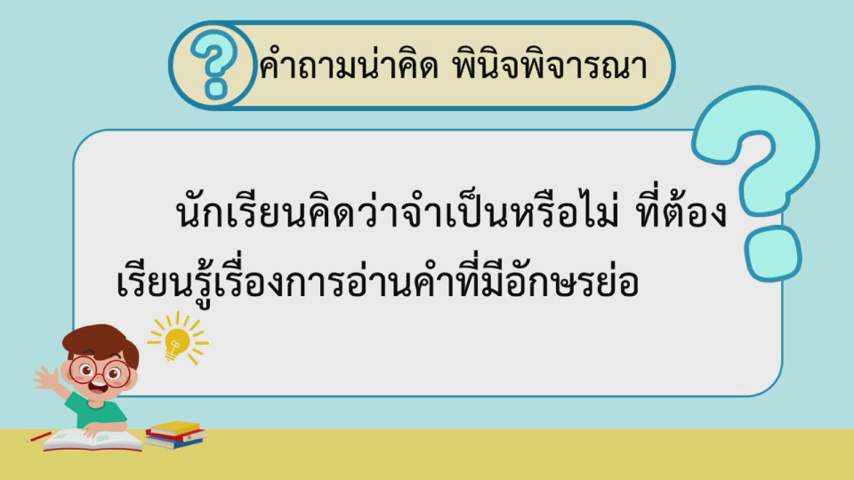 คำถามน่าคิด พินิจพิจารณา
นักเรียนคิดว่าจำเป็นหรือไม่ ที่ต้อง
เรียนรู้เรื่องการอ่านคำที่มีอักษรย่อ